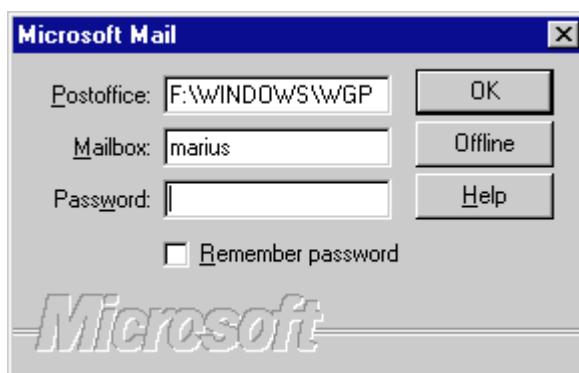 Microsoft Mail
Postoffice: F:\WINDOWS\WGP OK
Mailbox: marius Offline
Password: Help
Remember password
Microsoft